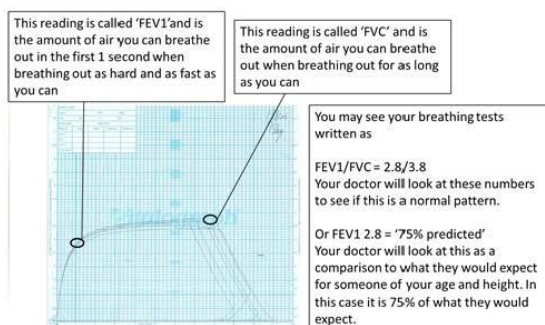 This reading is called 'FEV1'and is
the amount of air you can breathe
out in the first 1 second when
breathing out as hard and as fast as
you can
This reading is called 'FVC' and is
the amount of air you can breathe
out when breathing out for as long
as you can
You may see your breathing tests
written as
FEV1/FVC = 2.8/3.8
Your doctor will look at these numbers
to see if this is a normal pattern.
Or FEV1 2.8 = '75% predicted'
Your doctor will look at this as a
comparison to what they would expect
for someone of your age and height. In
this case it is 75% of what they would
expect.